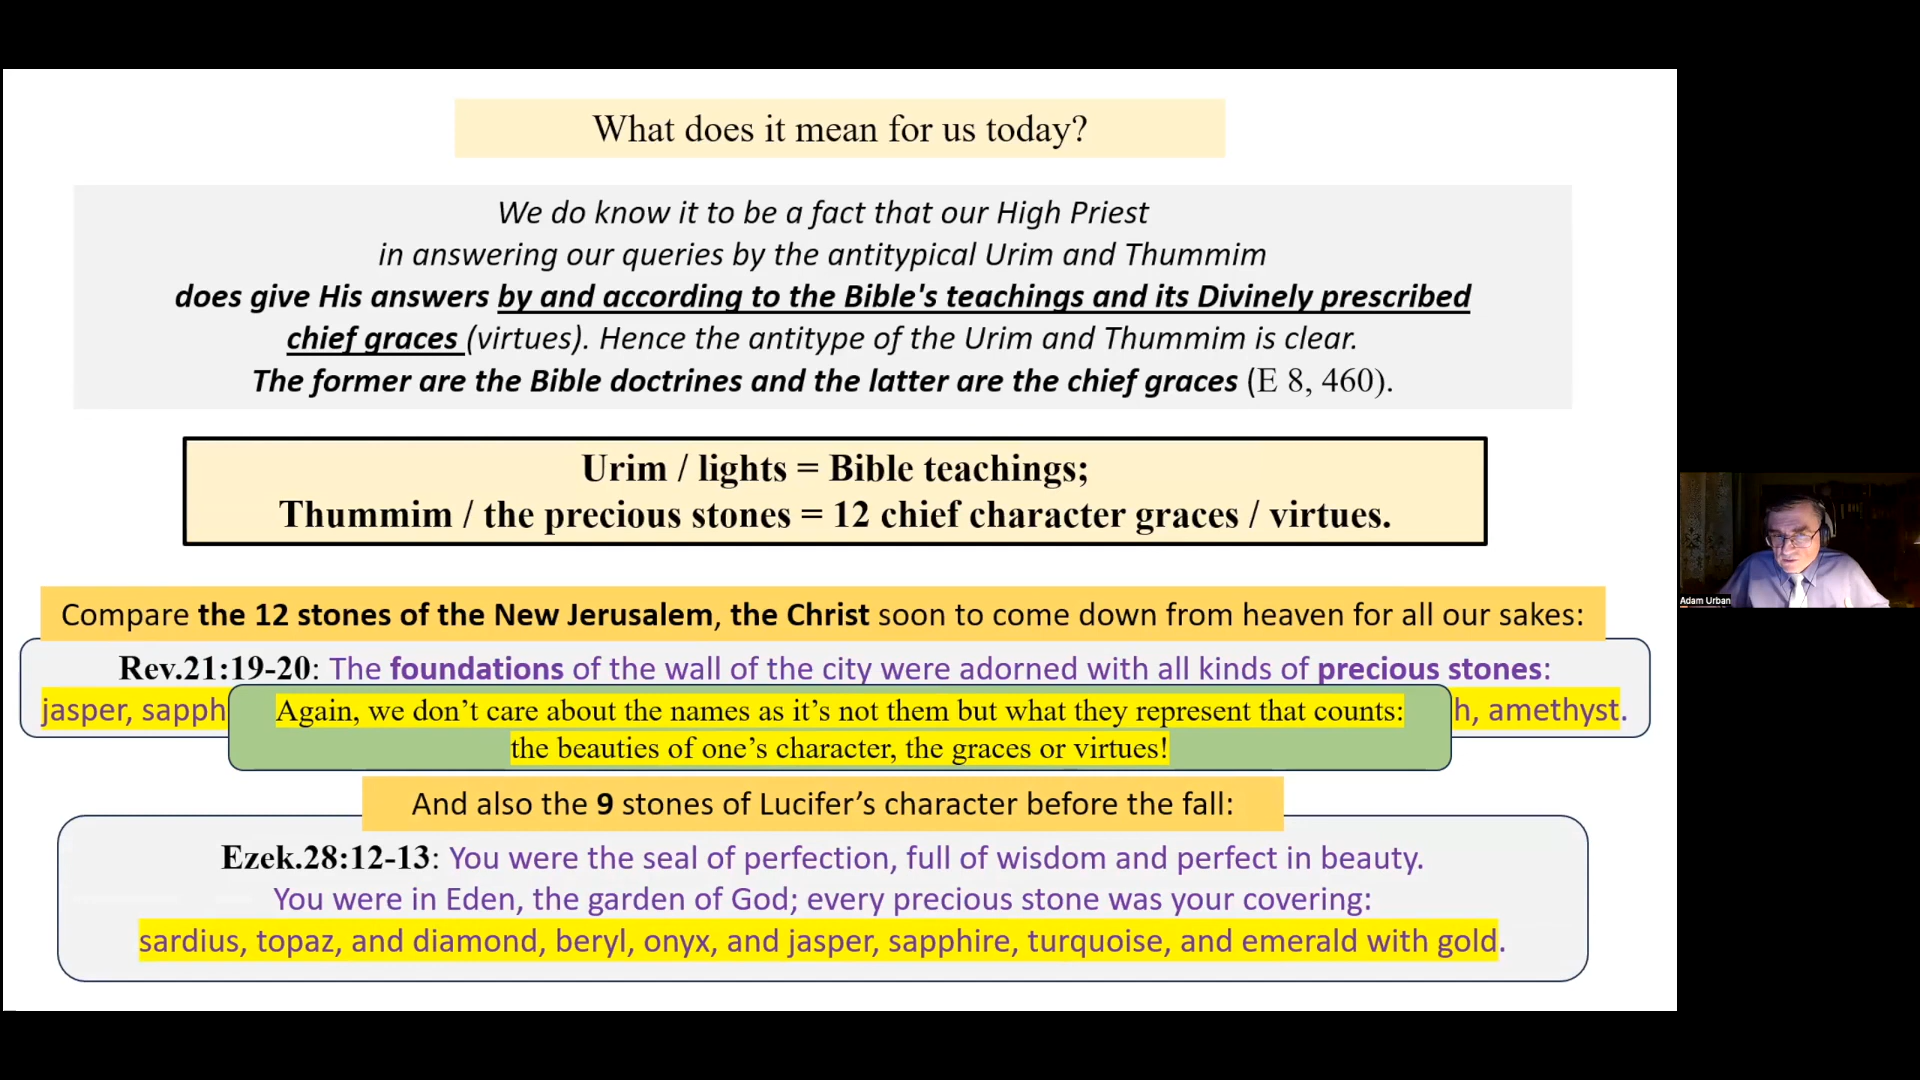 What does it mean for us today?
We do know it to be a fact that our High Priest
in answering our queries by the antitypical Urim and Thummim
does give His answers by and according to the Bible's teachings and its Divinely prescribed
chief graces (virtues). Hence the antitype of the Urim and Thummim is clear.
The former are the Bible doctrines and the latter are the chief graces (E 8, 460).
Urim / lights = Bible teachings;
Thummim / the precious stones = 12 chief character graces / virtues.
Compare the 12 stones of the New Jerusalem, the Christ soon to come down from heaven for all our sakes:
Rev.21:19-20: The foundations of the wall of the city were adorned with all kinds of precious stones:
jasper, sapph
h, amethyst.
Again, we don’t care about the names as it’s not them but what they represent that counts:
the beauties of one’s character, the graces or virtues!
And also the 9 stones of Lucifer’s character before the fall:
Ezek.28:12-13: You were the seal of perfection, full of wisdom and perfect in beauty.
You were in Eden, the garden of God; every precious stone was your covering:
sardius, topaz, and diamond, beryl, onyx, and jasper, sapphire, turquoise, and emerald with gold.
Adam Urban